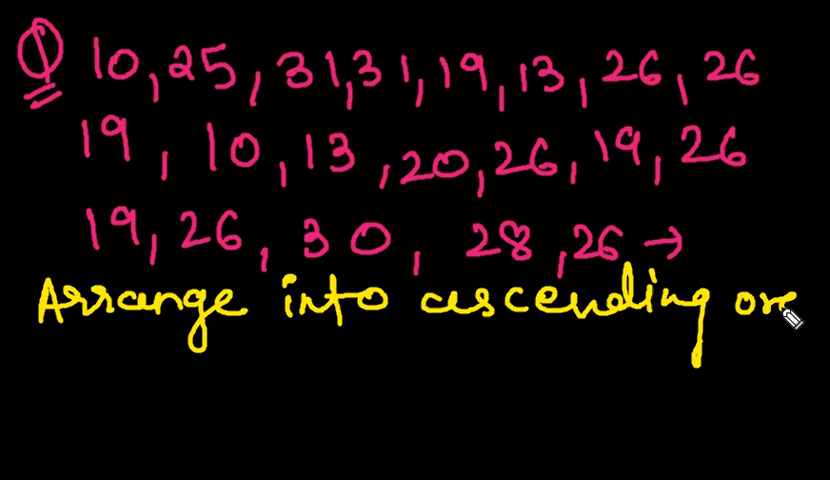 Q 10, 25, 31, 31, 19, 13, 26, 26
19, 10, 13, 20, 26, 19, 26
19, 26, 30, 28, 26 →
Arrange into ascending or